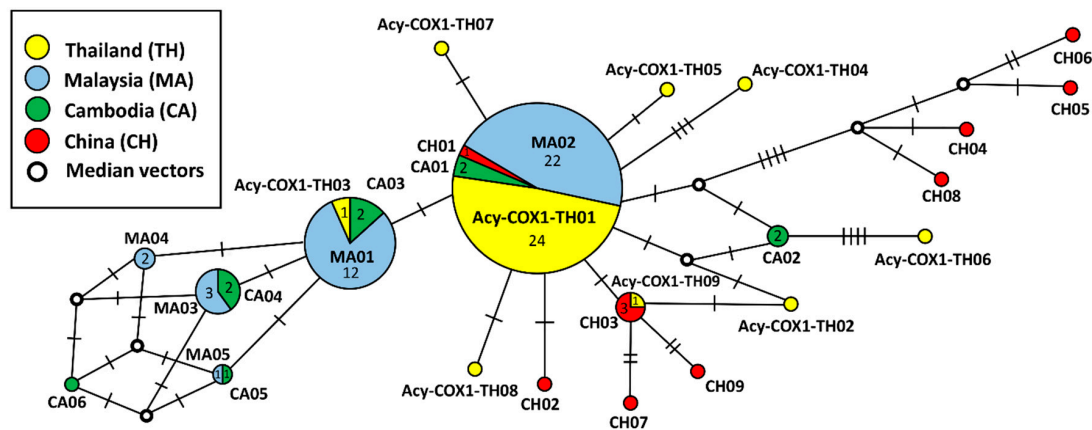 Thailand (TH)
Malaysia (MA)
Cambodia (CA)
China (CH)
Median vectors
Acy-COX1-TH07
Acy-COX1-TH05
Acy-COX1-TH04
CH06
CH05
CH04
CH08
MA02
22
CH01
1
CA01
2
Acy-COX1-TH01
24
Acy-COX1-TH03
CA03
1
2
MA01
12
MA04
2
MA03
3
2
CA04
MA05
1
1
CA05
CA06
2
CA02
Acy-COX1-TH06
Acy-COX1-TH09
1
3
CH03
Acy-COX1-TH02
Acy-COX1-TH08
CH02
CH09
CH07